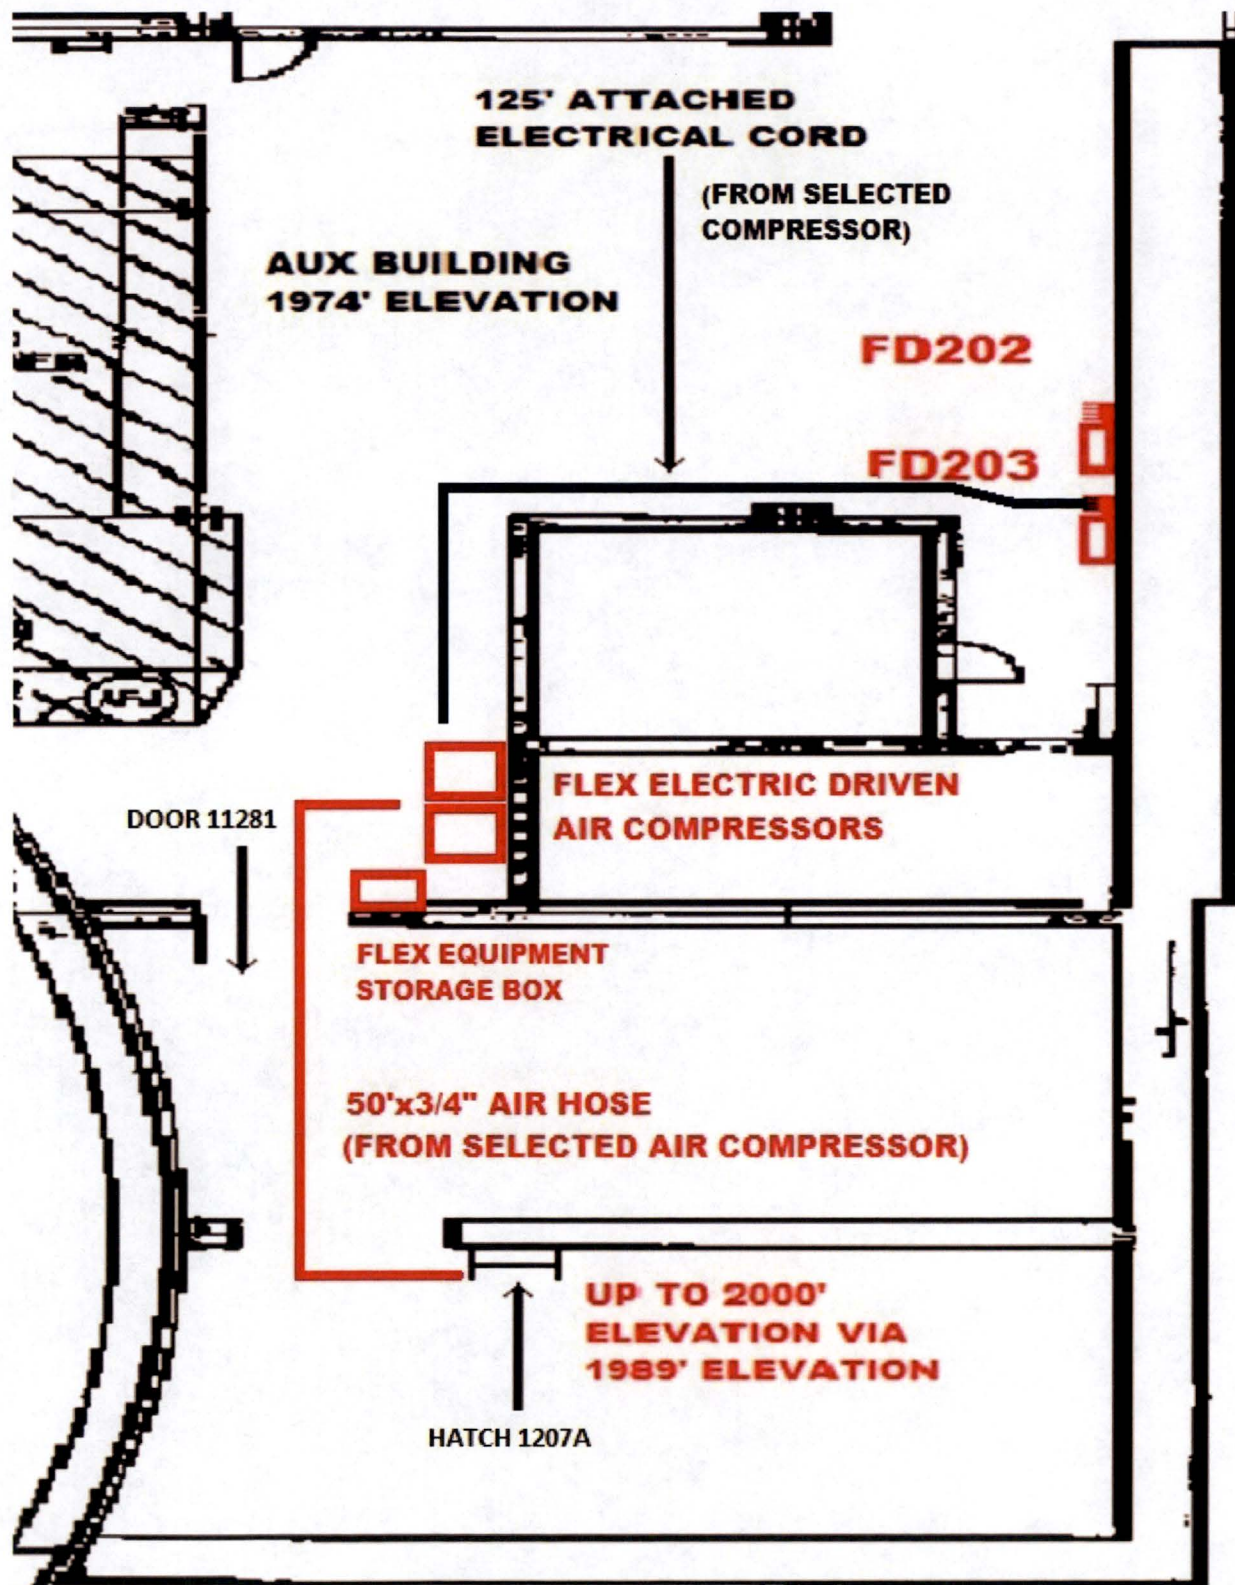 125' ATTACHED
ELECTRICAL CORD
(FROM SELECTED
COMPRESSOR)
AUX BUILDING
1974' ELEVATION
FD202
FD203
FLEX ELECTRIC DRIVEN
AIR COMPRESSORS
DOOR 11281
FLEX EQUIPMENT
STORAGE BOX
50'x3/4" AIR HOSE
(FROM SELECTED AIR COMPRESSOR)
UP TO 2000'
ELEVATION VIA
1989' ELEVATION
HATCH 1207A